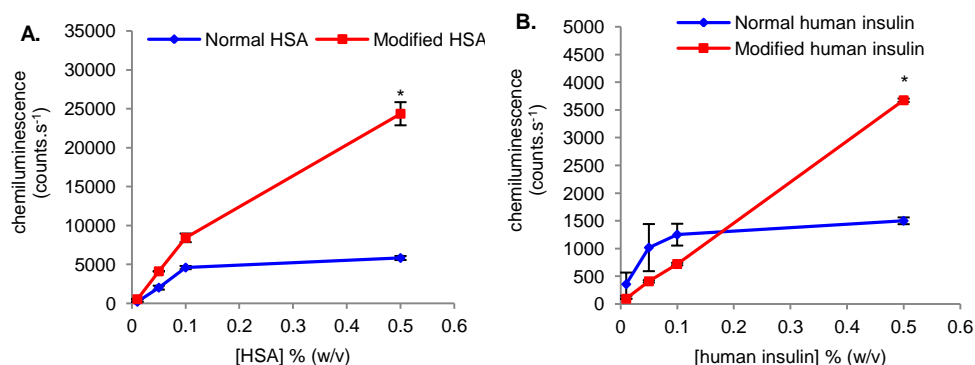 A.
Normal HSA
Modified HSA
35000
30000
25000
20000
15000
10000
5000
0
chemiluminescence
(counts.s⁻¹)
*
0 0.1 0.2 0.3 0.4 0.5 0.6
[HSA] % (w/v)
B.
Normal human insulin
Modified human insulin
5000
4500
4000
3500
3000
2500
2000
1500
1000
500
0
chemiluminescence
(counts.s⁻¹)
*
0 0.1 0.2 0.3 0.4 0.5 0.6
[human insulin] % (w/v)